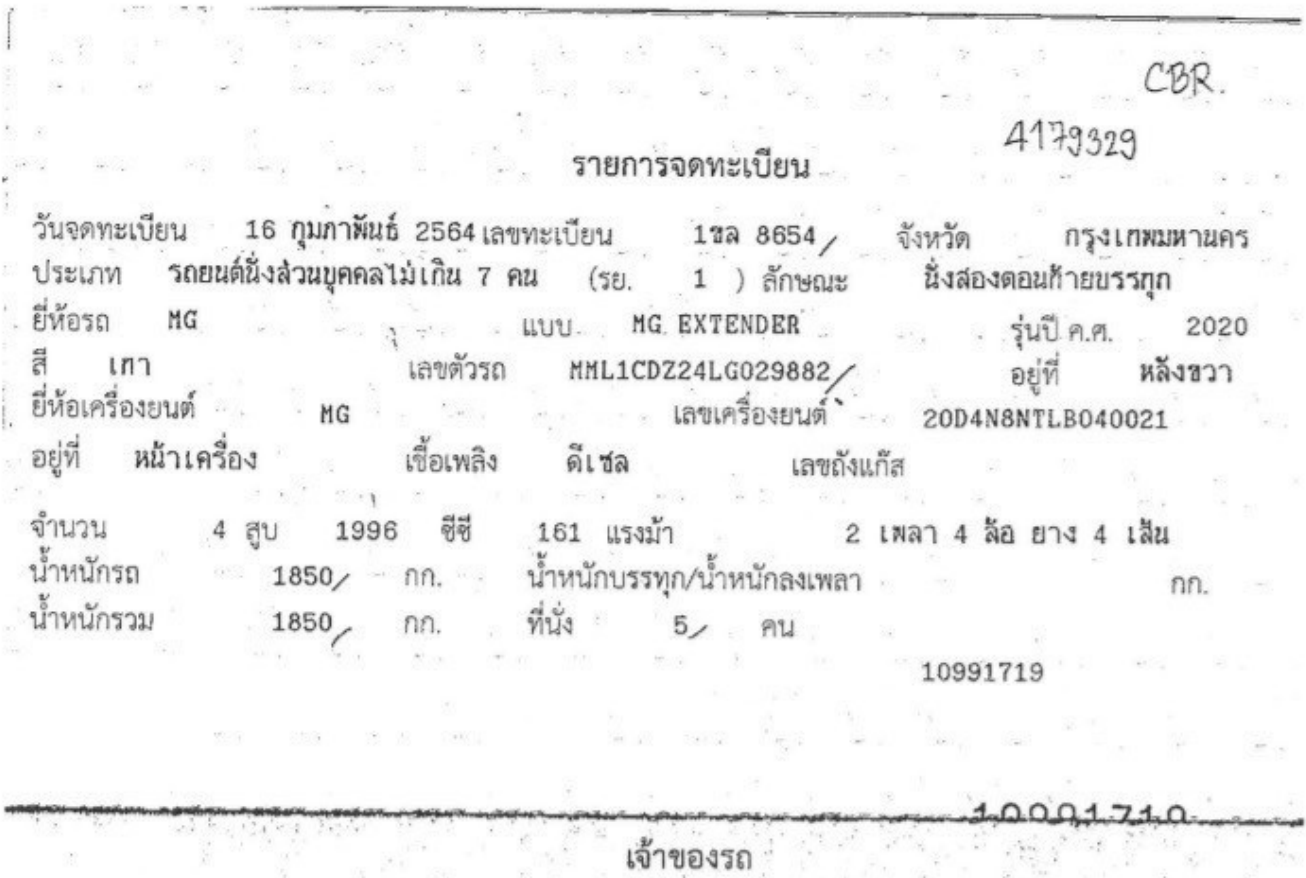 CBR.
4179329
รายการจดทะเบียน
วันจดทะเบียน 16 กุมภาพันธ์ 2564 เลขทะเบียน 1ขล 8654 จังหวัด กรุงเทพมหานคร
ประเภท รถยนต์นั่งส่วนบุคคลไม่เกิน 7 คน (รย. 1 ) ลักษณะ นั่งสองตอนท้ายบรรทุก
ยี่ห้อรถ MG แบบ MG EXTENDER รุ่นปี ค.ศ. 2020
สี เทา เลขตัวรถ MML1CDZ24LG029882 อยู่ที่ หลังขวา
ยี่ห้อเครื่องยนต์ MG เลขเครื่องยนต์ 20D4N8NTLB040021
อยู่ที่ หน้าเครื่อง เชื้อเพลิง ดีเซล เลขถังแก๊ส
จำนวน 4 สูบ 1996 ซีซี 161 แรงม้า 2 เพลา 4 ล้อ ยาง 4 เส้น
น้ำหนักรถ 1850 กก. น้ำหนักบรรทุก/น้ำหนักลงเพลา กก.
น้ำหนักรวม 1850 กก. ที่นั่ง 5 คน
10991719
เจ้าของรถ